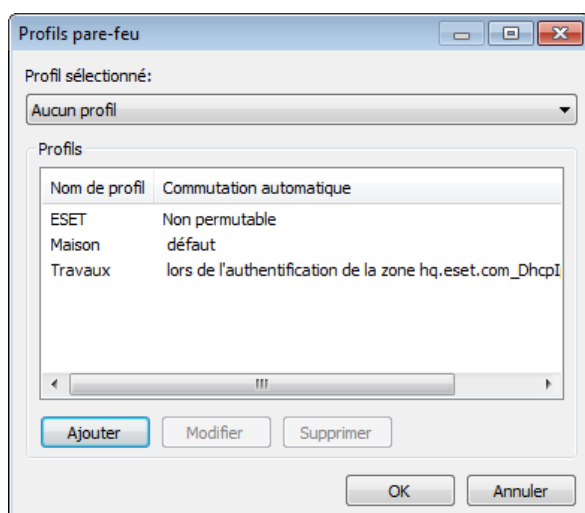 Profils pare-feu
Profil sélectionné:
Aucun profil
Profils
Nom de profil Commutation automatique
ESET Non permutable
Maison défaut
Travaux lors de l'authentification de la zone hq.eset.com_DhcpI
Ajouter Modifier Supprimer
OK Annuler